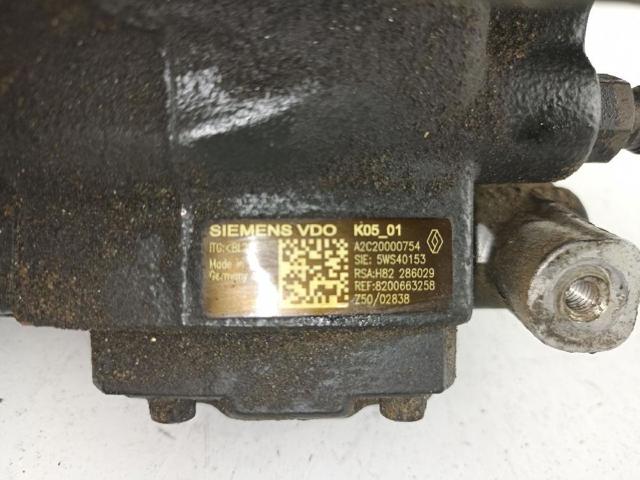 SIEMENS VDO K05_01
A2C20000754
Made in SIE: 5WS40153
Germany RSA:H82 286029
REF:8200663258
Z50/02838